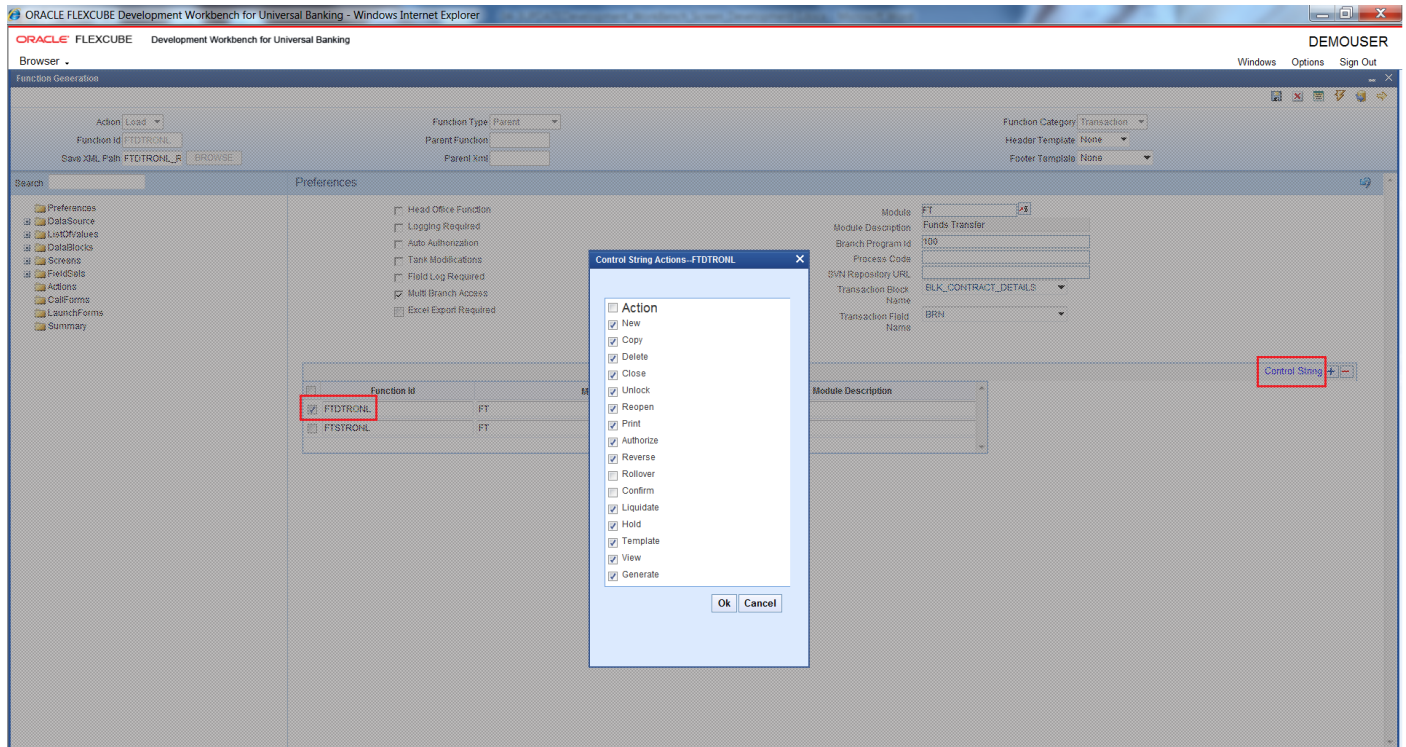 ORACLE FLEXCUBE Development Workbench for Universal Banking - Windows Internet Explorer
ORACLE FLEXCUBE Development Workbench for Universal Banking DEMOUSER
Browser Windows Options Sign Out
Function Generation
Action Load Function Type Parent Function Category Transaction
Function Id FTDTRONL Parent Function Header Template None
Save XML Path FTDTRONL_R BROWSE Parent Xml Footer Template None
Search Preferences
Preferences
DataSource
ListOfValues
DataBlocks
Screens
FieldSets
Actions
CallForms
LaunchForms
Summary
Head Office Function
Logging Required
Auto Authorization
Tank Modifications
Field Log Required
Multi Branch Access
Excel Export Required
Module FT
Module Description Funds Transfer
Branch Program Id 100
Process Code
SVN Repository URL
Transaction Block Name BLK_CONTRACT_DETAILS
Transaction Field Name BRN
Control String + -
Function Id M Module Description
FTDTRONL FT
FTSTRONL FT
Control String Actions--FTDTRONL X
Action
New
Copy
Delete
Close
Unlock
Reopen
Print
Authorize
Reverse
Rollover
Confirm
Liquidate
Hold
Template
View
Generate
Ok Cancel